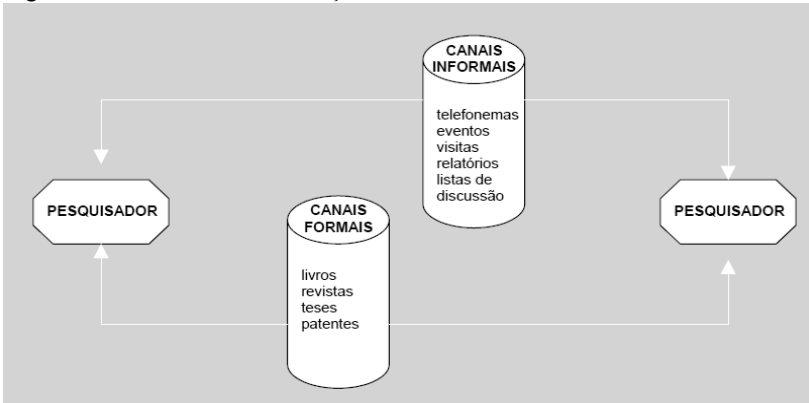 CANAIS
INFORMAIS
telefonemas
eventos
visitas
relatórios
listas de
discussão
PESQUISADOR
PESQUISADOR
CANAIS
FORMAIS
livros
revistas
teses
patentes